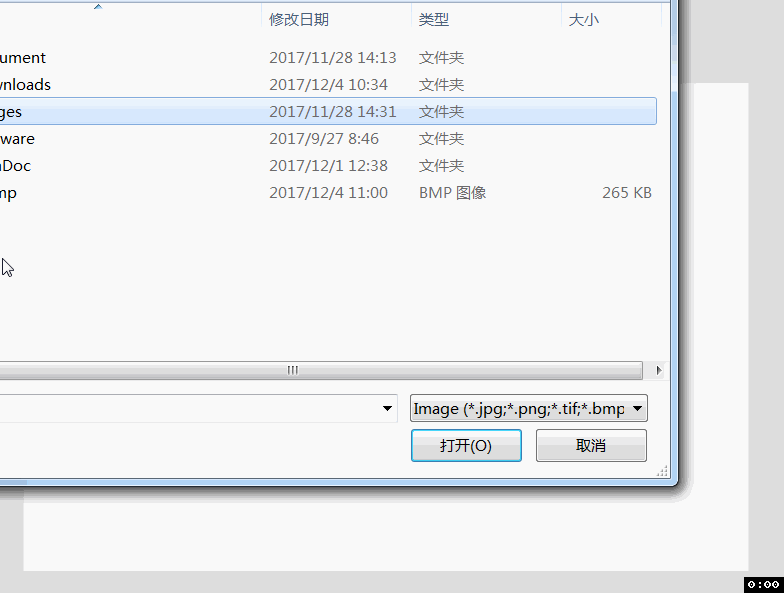 修改日期 类型 大小
ument 2017/11/28 14:13 文件夹
wnloads 2017/12/4 10:34 文件夹
ges 2017/11/28 14:31 文件夹
ware 2017/9/27 8:46 文件夹
nDoc 2017/12/1 12:38 文件夹
mp 2017/12/4 11:00 BMP 图像 265 KB
Image (*.jpg;*.png;*.tif;*.bmp
打开(O) 取消
0:00